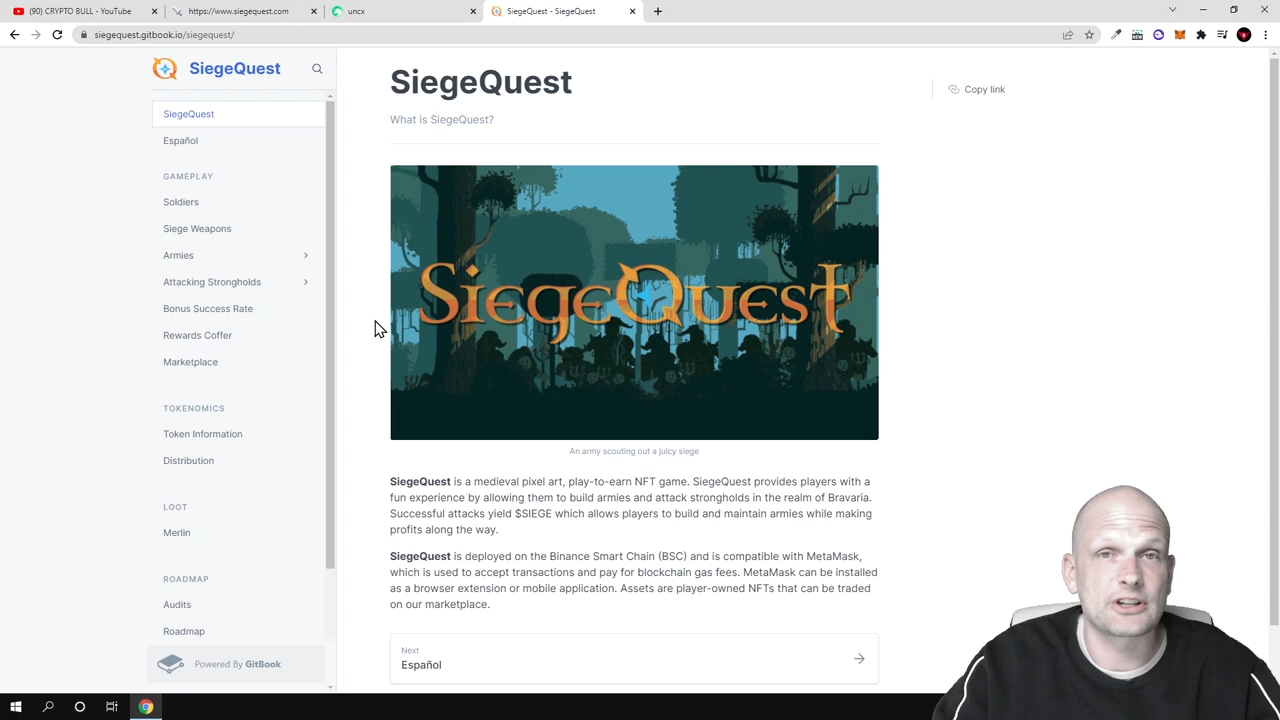 (90) CRYPTO BULL - YouTube
https://www.siegequest.com
uncx
SiegeQuest - SiegeQuest
siegequest.gitbook.io/siegequest/
SiegeQuest
SiegeQuest
Español
GAMEPLAY
Soldiers
Siege Weapons
Armies
Attacking Strongholds
Bonus Success Rate
Rewards Coffer
Marketplace
TOKENOMICS
Token Information
Distribution
LOOT
Merlin
ROADMAP
Audits
Roadmap
Powered By GitBook
SiegeQuest
Copy link
What is SiegeQuest?
SiegeQuest
An army scouting out a juicy siege
SiegeQuest is a medieval pixel art, play-to-earn NFT game. SiegeQuest provides players with a
fun experience by allowing them to build armies and attack strongholds in the realm of Bravaria.
Successful attacks yield $SIEGE which allows players to build and maintain armies while making
profits along the way.
SiegeQuest is deployed on the Binance Smart Chain (BSC) and is compatible with MetaMask,
which is used to accept transactions and pay for blockchain gas fees. MetaMask can be installed
as a browser extension or mobile application. Assets are player-owned NFTs that can be traded
on our marketplace.
Next
Español